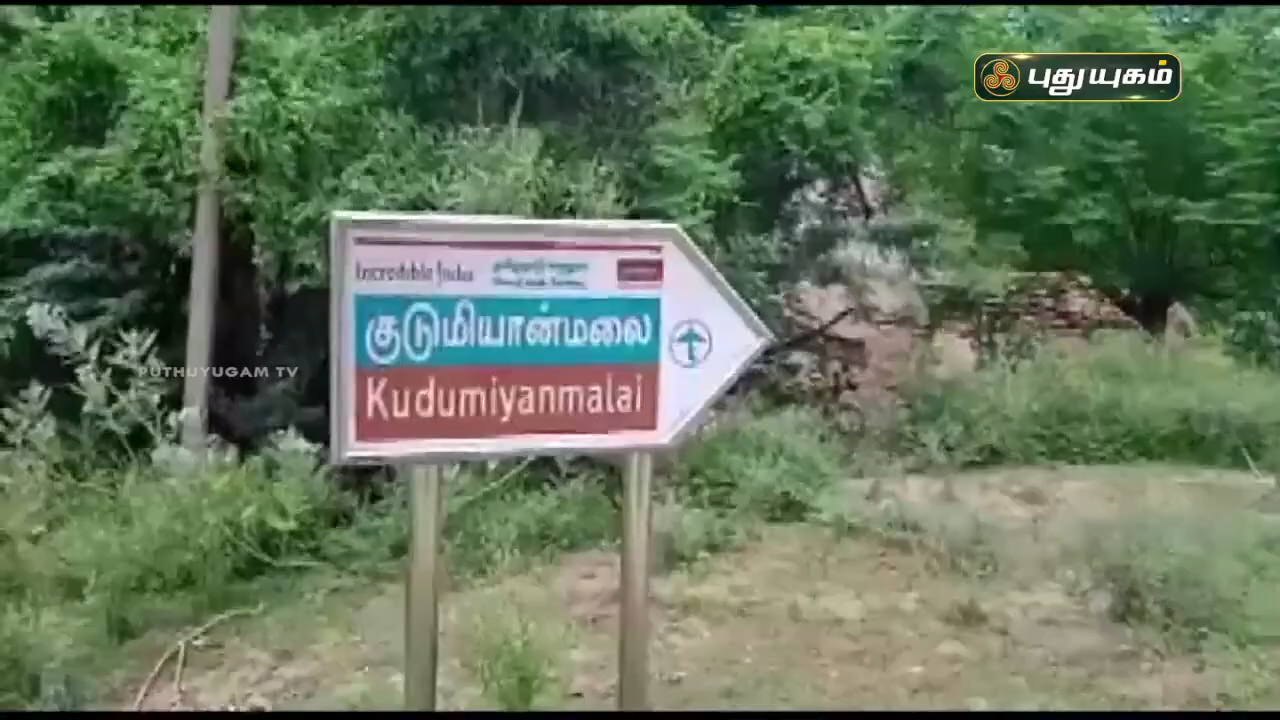 புதுயுகம்
Incredible India
குடுமியான்மலை
Kudumiyanmalai
PUTHUYUGAM TV